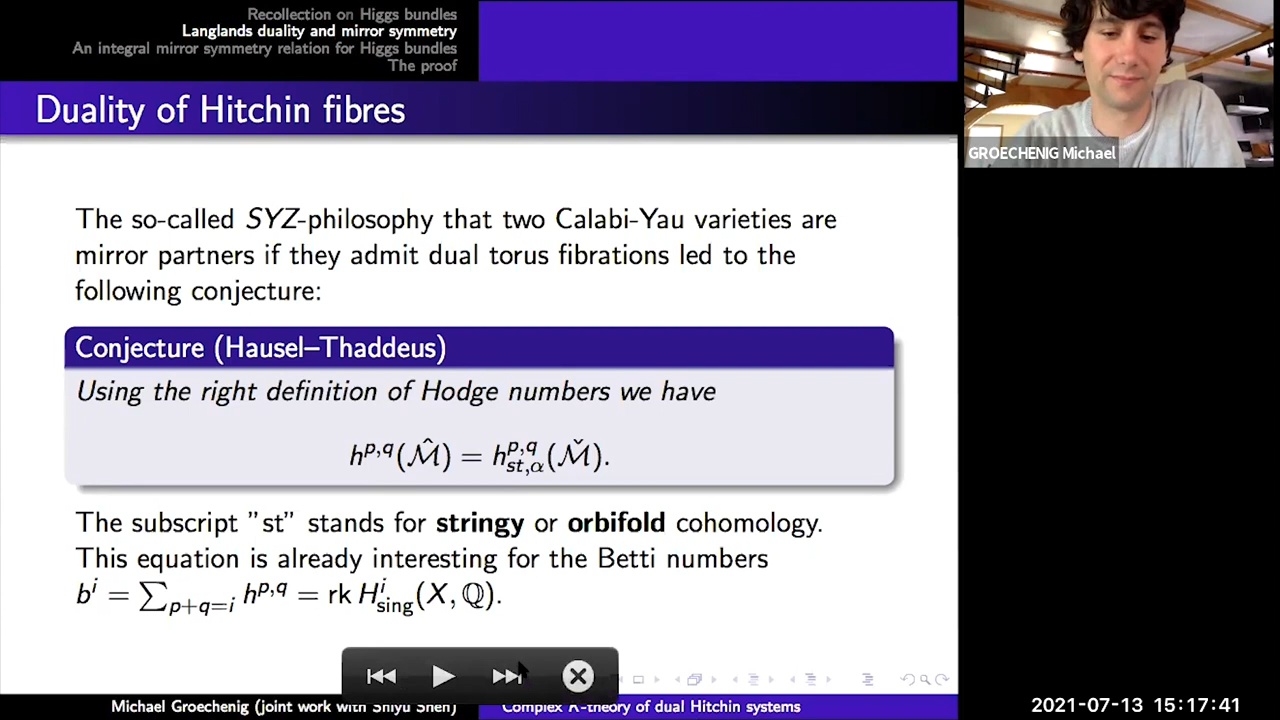 Recollection on Higgs bundles
Langlands duality and mirror symmetry
An integral mirror symmetry relation for Higgs bundles
The proof
Duality of Hitchin fibres
GROECHENIG Michael
The so-called SYZ-philosophy that two Calabi-Yau varieties are
mirror partners if they admit dual torus fibrations led to the
following conjecture:
Conjecture (Hausel–Thaddeus)
Using the right definition of Hodge numbers we have
h^{p,q}(\hat{ℳ}) = h^{p,q}_{st,α}(\check{ℳ}).
The subscript "st" stands for stringy or orbifold cohomology.
This equation is already interesting for the Betti numbers
b^i = ∑_{p+q=i} h^{p,q} = rk H^i_{sing}(X, ℚ).
Michael Groechenig (joint work with Shiyu Shen)
Complex K-theory of dual Hitchin systems
2021-07-13 15:17:41